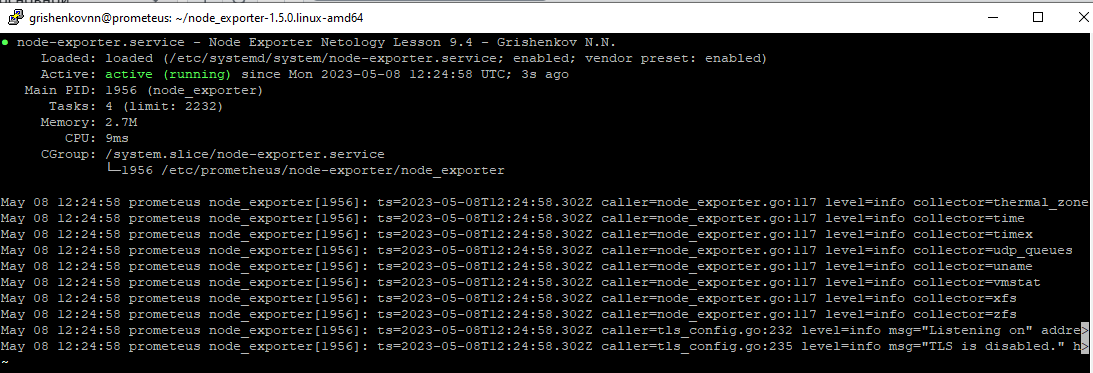 основной
grishenkovnn@prometeus: ~/node_exporter-1.5.0.linux-amd64
● node-exporter.service - Node Exporter Netology Lesson 9.4 - Grishenkov N.N.
Loaded: loaded (/etc/systemd/system/node-exporter.service; enabled; vendor preset: enabled)
Active: active (running) since Mon 2023-05-08 12:24:58 UTC; 3s ago
Main PID: 1956 (node_exporter)
Tasks: 4 (limit: 2232)
Memory: 2.7M
CPU: 9ms
CGroup: /system.slice/node-exporter.service
└─1956 /etc/prometheus/node-exporter/node_exporter
May 08 12:24:58 prometeus node_exporter[1956]: ts=2023-05-08T12:24:58.302Z caller=node_exporter.go:117 level=info collector=thermal_zone
May 08 12:24:58 prometeus node_exporter[1956]: ts=2023-05-08T12:24:58.302Z caller=node_exporter.go:117 level=info collector=time
May 08 12:24:58 prometeus node_exporter[1956]: ts=2023-05-08T12:24:58.302Z caller=node_exporter.go:117 level=info collector=timex
May 08 12:24:58 prometeus node_exporter[1956]: ts=2023-05-08T12:24:58.302Z caller=node_exporter.go:117 level=info collector=udp_queues
May 08 12:24:58 prometeus node_exporter[1956]: ts=2023-05-08T12:24:58.302Z caller=node_exporter.go:117 level=info collector=uname
May 08 12:24:58 prometeus node_exporter[1956]: ts=2023-05-08T12:24:58.302Z caller=node_exporter.go:117 level=info collector=vmstat
May 08 12:24:58 prometeus node_exporter[1956]: ts=2023-05-08T12:24:58.302Z caller=node_exporter.go:117 level=info collector=xfs
May 08 12:24:58 prometeus node_exporter[1956]: ts=2023-05-08T12:24:58.302Z caller=node_exporter.go:117 level=info collector=zfs
May 08 12:24:58 prometeus node_exporter[1956]: ts=2023-05-08T12:24:58.302Z caller=tls_config.go:232 level=info msg="Listening on" addre>
May 08 12:24:58 prometeus node_exporter[1956]: ts=2023-05-08T12:24:58.302Z caller=tls_config.go:235 level=info msg="TLS is disabled." h>
~